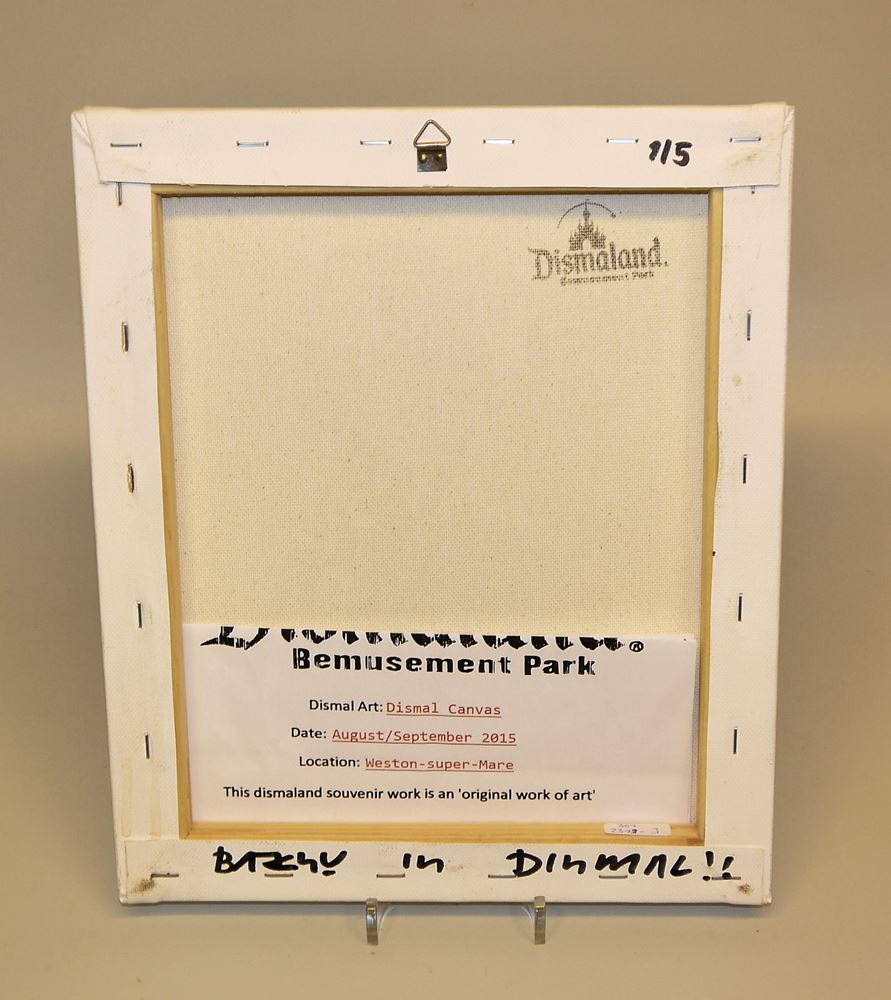 1/5
Dismaland.
Bemusement Park
Dismaland®
Bemusement Park
Dismal Art: Dismal Canvas
Date: August/September 2015
Location: Weston-super-Mare
This dismaland souvenir work is an 'original work of art'
in DISMAL!!